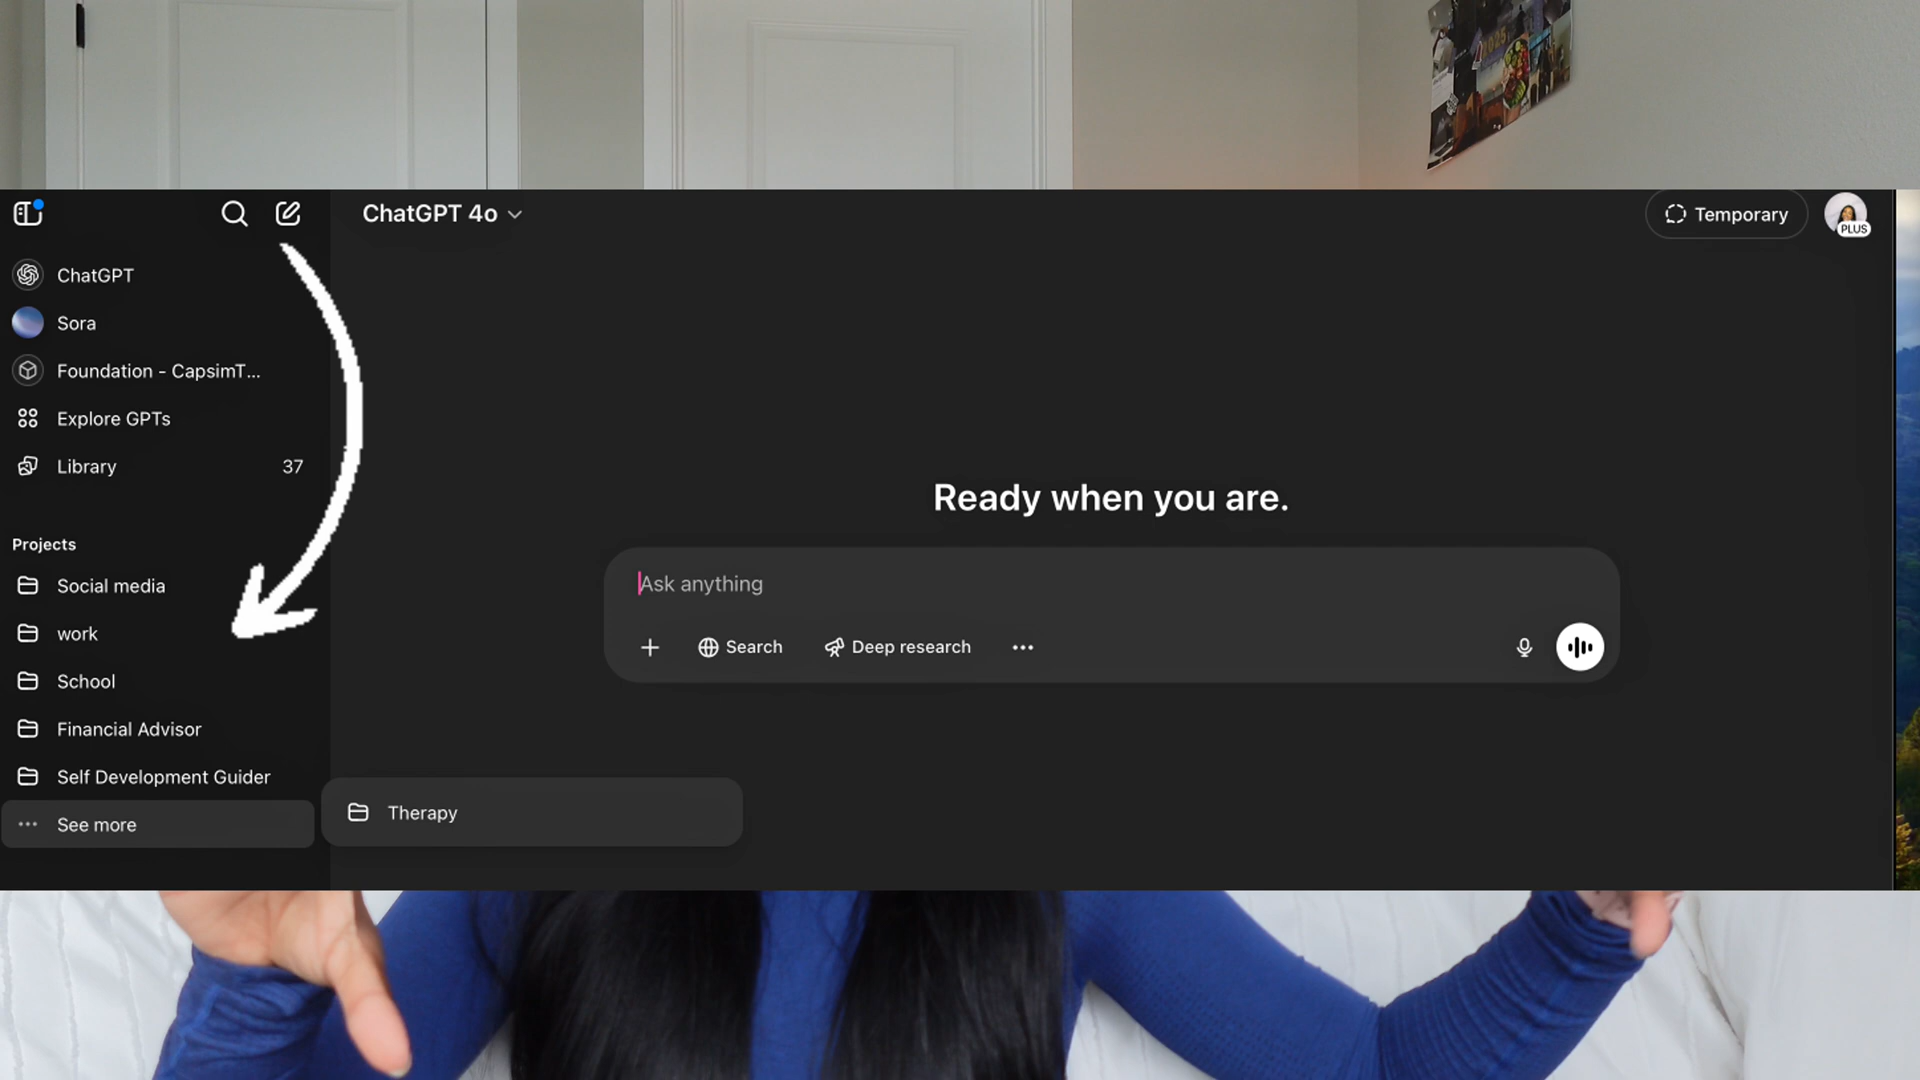 2025
ChatGPT 4o
Temporary
PLUS
ChatGPT
Sora
Foundation - CapsimT...
Explore GPTs
Library 37
Projects
Social media
work
School
Financial Advisor
Self Development Guider
See more
Therapy
Ready when you are.
Ask anything
Search
Deep research